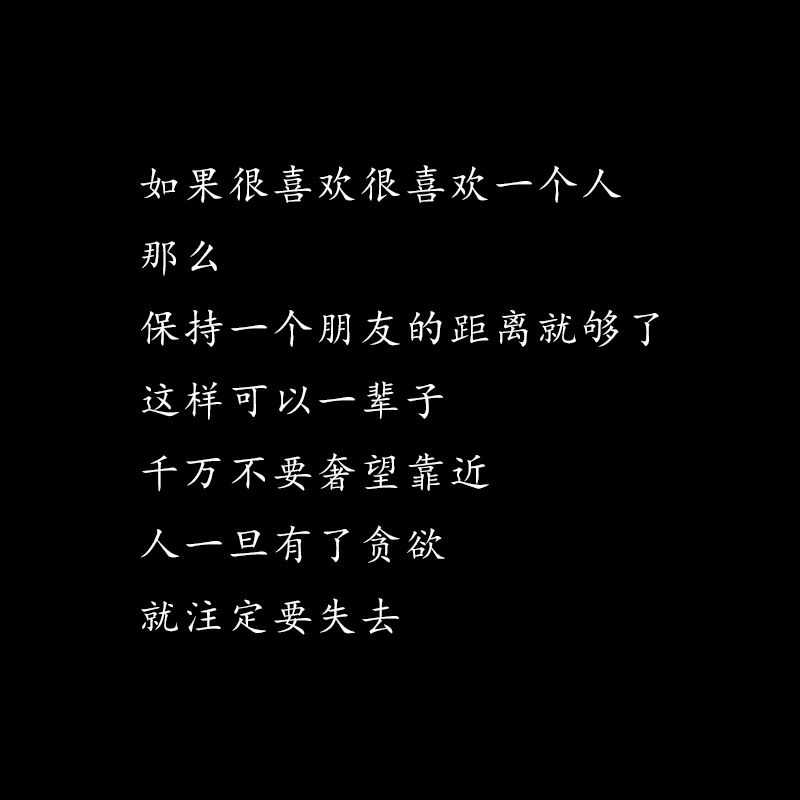 如果很喜欢很喜欢一个人
那么
保持一个朋友的距离就够了
这样可以一辈子
千万不要奢望靠近
人一旦有了贪欲
就注定要失去